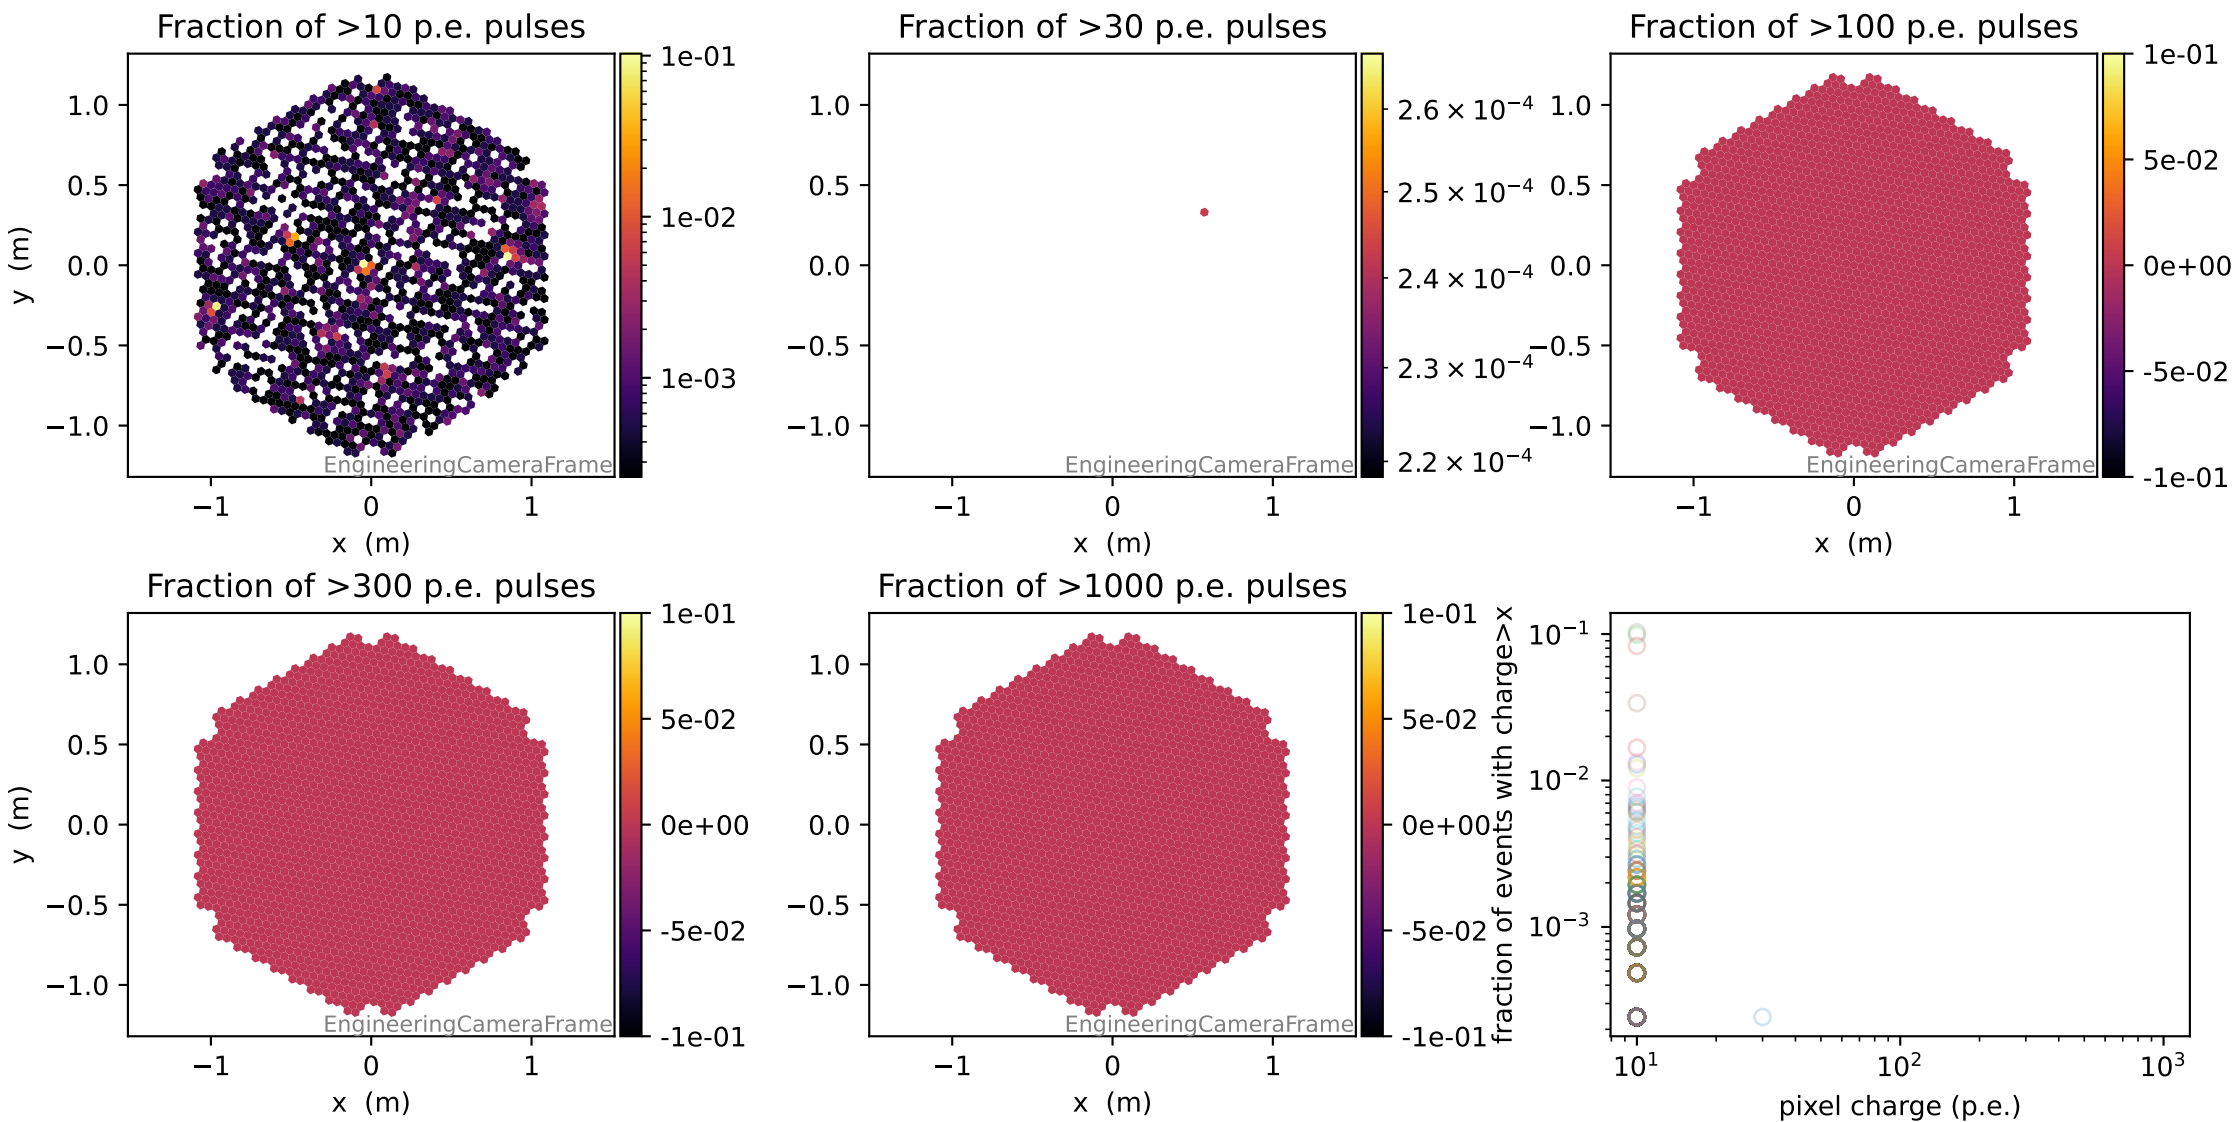 Fraction of >10 p.e. pulses
Fraction of >30 p.e. pulses
Fraction of >100 p.e. pulses
1.0
0.5
0.0
−0.5
−1.0
y (m)
−1 0 1
x (m)
EngineeringCameraFrame
1e-01
1e-02
1e-03
1.0
0.5
0.0
−0.5
−1.0
−1 0 1
x (m)
EngineeringCameraFrame
2.6×10⁻⁴
2.5×10⁻⁴
2.4×10⁻⁴
2.3×10⁻⁴
2.2×10⁻⁴
1.0
0.5
0.0
−0.5
−1.0
−1 0 1
x (m)
EngineeringCameraFrame
1e-01
5e-02
0e+00
-5e-02
-1e-01
Fraction of >300 p.e. pulses
Fraction of >1000 p.e. pulses
1.0
0.5
0.0
−0.5
−1.0
y (m)
−1 0 1
x (m)
EngineeringCameraFrame
1e-01
5e-02
0e+00
-5e-02
-1e-01
1.0
0.5
0.0
−0.5
−1.0
−1 0 1
x (m)
EngineeringCameraFrame
1e-01
5e-02
0e+00
-5e-02
-1e-01
fraction of events with charge>x
10⁻¹
10⁻²
10⁻³
10¹ 10² 10³
pixel charge (p.e.)